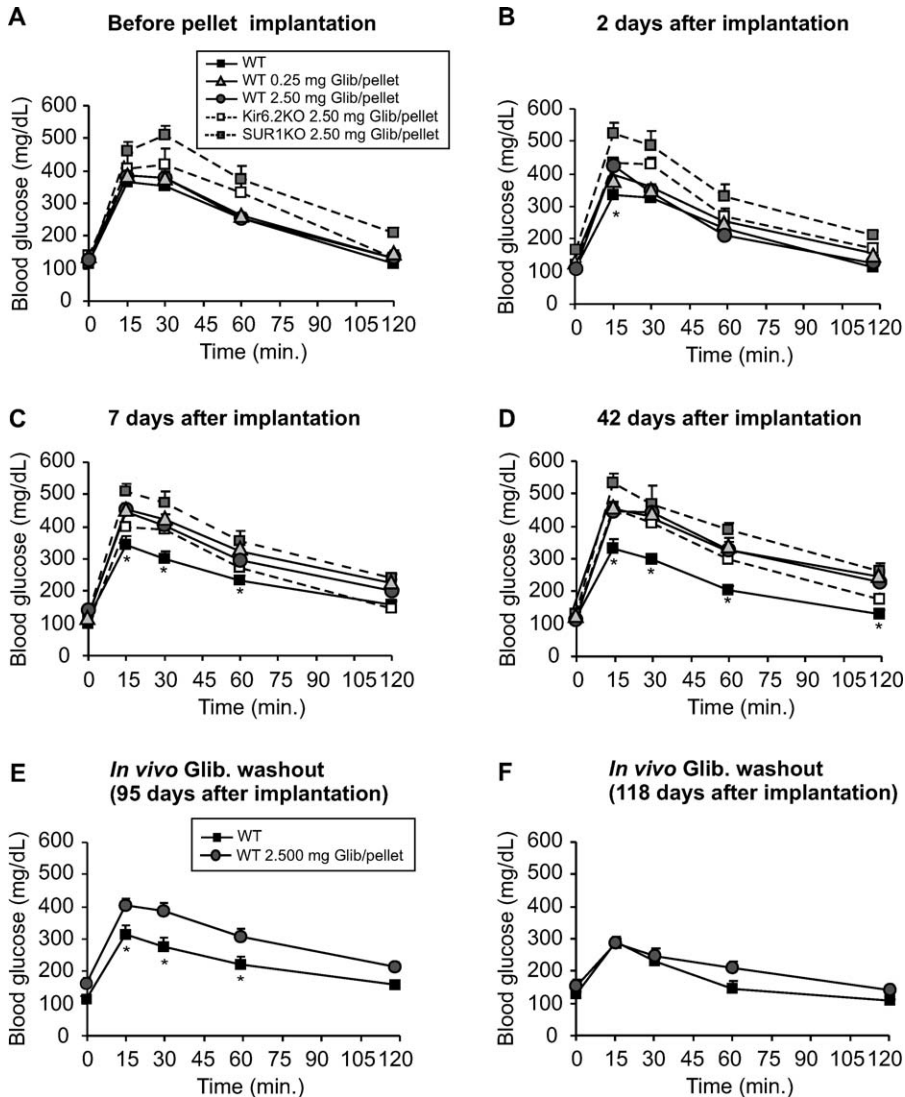 A Before pellet implantation
WT
WT 0.25 mg Glib/pellet
WT 2.50 mg Glib/pellet
Kir6.2KO 2.50 mg Glib/pellet
SUR1KO 2.50 mg Glib/pellet
Blood glucose (mg/dL)
600
500
400
300
200
100
0
0 15 30 45 60 75 90 105 120
Time (min.)
B 2 days after implantation
Blood glucose (mg/dL)
600
500
400
300
200
100
0
*
0 15 30 45 60 75 90 105 120
Time (min.)
C 7 days after implantation
Blood glucose (mg/dL)
600
500
400
300
200
100
0
* * *
0 15 30 45 60 75 90 105 120
Time (min.)
D 42 days after implantation
Blood glucose (mg/dL)
600
500
400
300
200
100
0
* * * *
0 15 30 45 60 75 90 105 120
Time (min.)
E In vivo Glib. washout
(95 days after implantation)
WT
WT 2.500 mg Glib/pellet
Blood glucose (mg/dL)
600
500
400
300
200
100
0
* * *
0 15 30 45 60 75 90 105 120
Time (min.)
F In vivo Glib. washout
(118 days after implantation)
Blood glucose (mg/dL)
600
500
400
300
200
100
0
0 15 30 45 60 75 90 105 120
Time (min.)